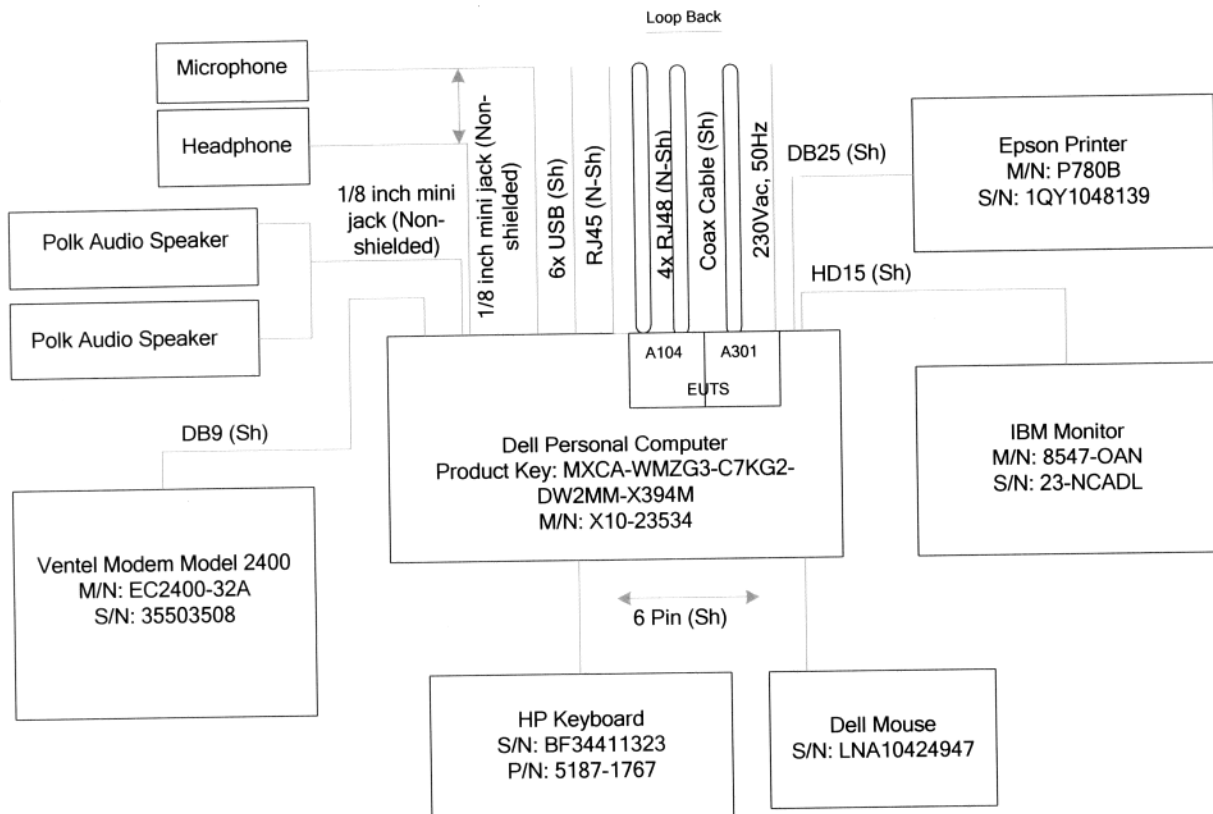 Loop Back
Microphone
Headphone
1/8 inch mini
jack (Non-
shielded)
1/8 inch mini jack (Non-
shielded)
6x USB (Sh)
RJ45 (N-Sh)
4x RJ48 (N-Sh)
Coax Cable (Sh)
230Vac, 50Hz
DB25 (Sh)
Epson Printer
M/N: P780B
S/N: 1QY1048139
Polk Audio Speaker
Polk Audio Speaker
HD15 (Sh)
A104
A301
EUTS
DB9 (Sh)
Dell Personal Computer
Product Key: MXCA-WMZG3-C7KG2-
DW2MM-X394M
M/N: X10-23534
IBM Monitor
M/N: 8547-OAN
S/N: 23-NCADL
Ventel Modem Model 2400
M/N: EC2400-32A
S/N: 35503508
6 Pin (Sh)
HP Keyboard
S/N: BF34411323
P/N: 5187-1767
Dell Mouse
S/N: LNA10424947